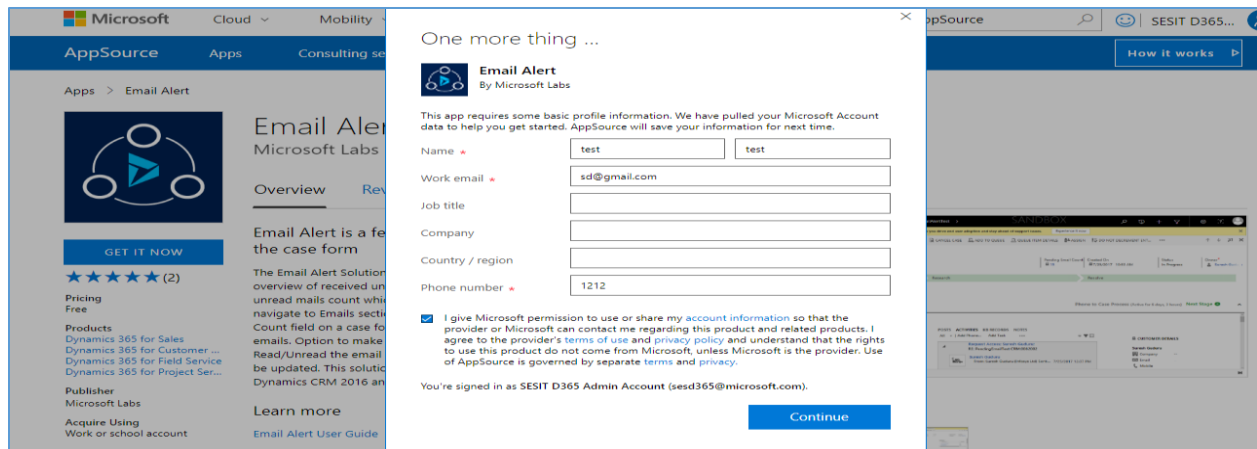 Microsoft
Cloud
Mobility
ppSource
SESIT D365...
AppSource
Apps
Consulting se
How it works
Apps > Email Alert
Email Aler
Microsoft Labs
GET IT NOW
(2)
Pricing
Free
Products
Dynamics 365 for Sales
Dynamics 365 for Customer ...
Dynamics 365 for Field Service
Dynamics 365 for Project Ser...
Publisher
Microsoft Labs
Acquire Using
Work or school account
Overview
Rev
Email Alert is a fe
the case form
The Email Alert Solution
overview of received un
unread mails count whic
navigate to Emails sectio
Count field on a case fo
emails. Option to make
Read/Unread the email
be updated. This solutio
Dynamics CRM 2016 an
Learn more
Email Alert User Guide
One more thing ...
Email Alert
By Microsoft Labs
This app requires some basic profile information. We have pulled your Microsoft Account
data to help you get started. AppSource will save your information for next time.
Name * test test
Work email * sd@gmail.com
Job title
Company
Country / region
Phone number * 1212
I give Microsoft permission to use or share my account information so that the
provider or Microsoft can contact me regarding this product and related products. I
agree to the provider's terms of use and privacy policy and understand that the rights
to use this product do not come from Microsoft, unless Microsoft is the provider. Use
of AppSource is governed by separate terms and privacy.
You're signed in as SESIT D365 Admin Account (sesd365@microsoft.com).
Continue
SANDBOX